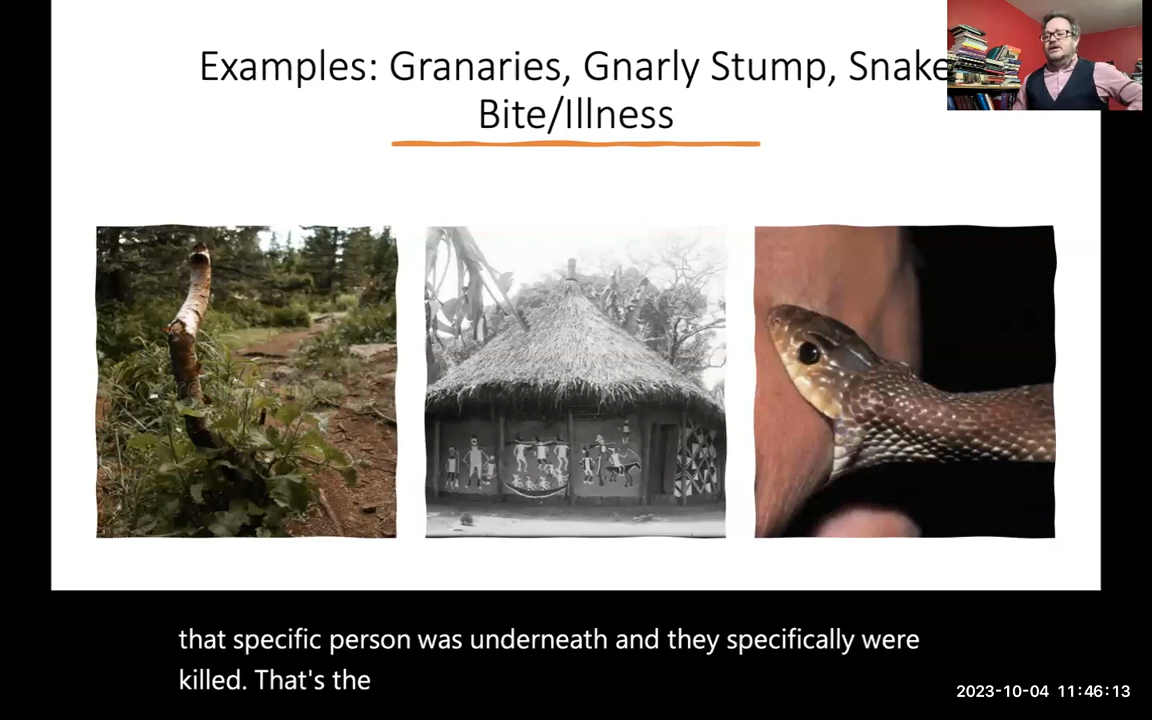 Examples: Granaries, Gnarly Stump, Snake
Bite/Illness
that specific person was underneath and they specifically were
killed. That's the
2023-10-04 11:46:13